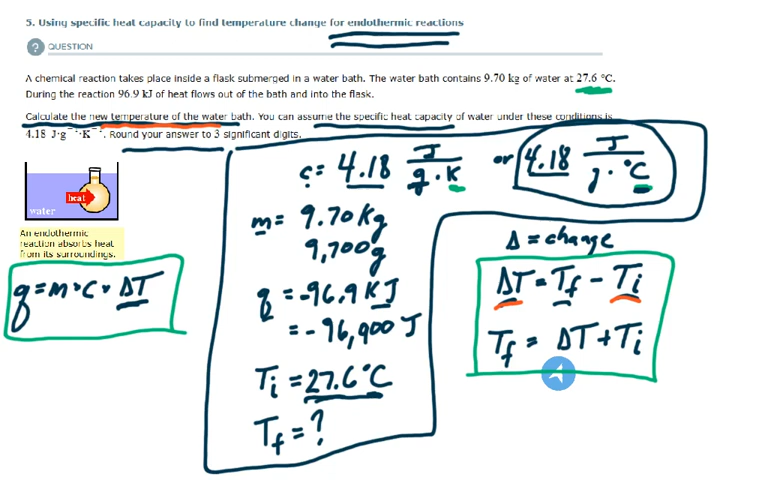 5. Using specific heat capacity to find temperature change for endothermic reactions
? QUESTION
A chemical reaction takes place inside a flask submerged in a water bath. The water bath contains 9.70 kg of water at 27.6 °C.
During the reaction 96.9 kJ of heat flows out of the bath and into the flask.
Calculate the new temperature of the water bath. You can assume the specific heat capacity of water under these conditions is
4.18 J·g⁻¹·K⁻¹. Round your answer to 3 significant digits.
heat
water
An endothermic
reaction absorbs heat
from its surroundings.
q = m · c · ΔT
c = 4.18 J/g·K or 4.18 J/g·°C
m = 9.70 kg
9,700g
q = -96.9 KJ
= -96,900 J
Ti = 27.6°C
Tf = ?
Δ = change
ΔT = Tf - Ti
Tf = ΔT + Ti